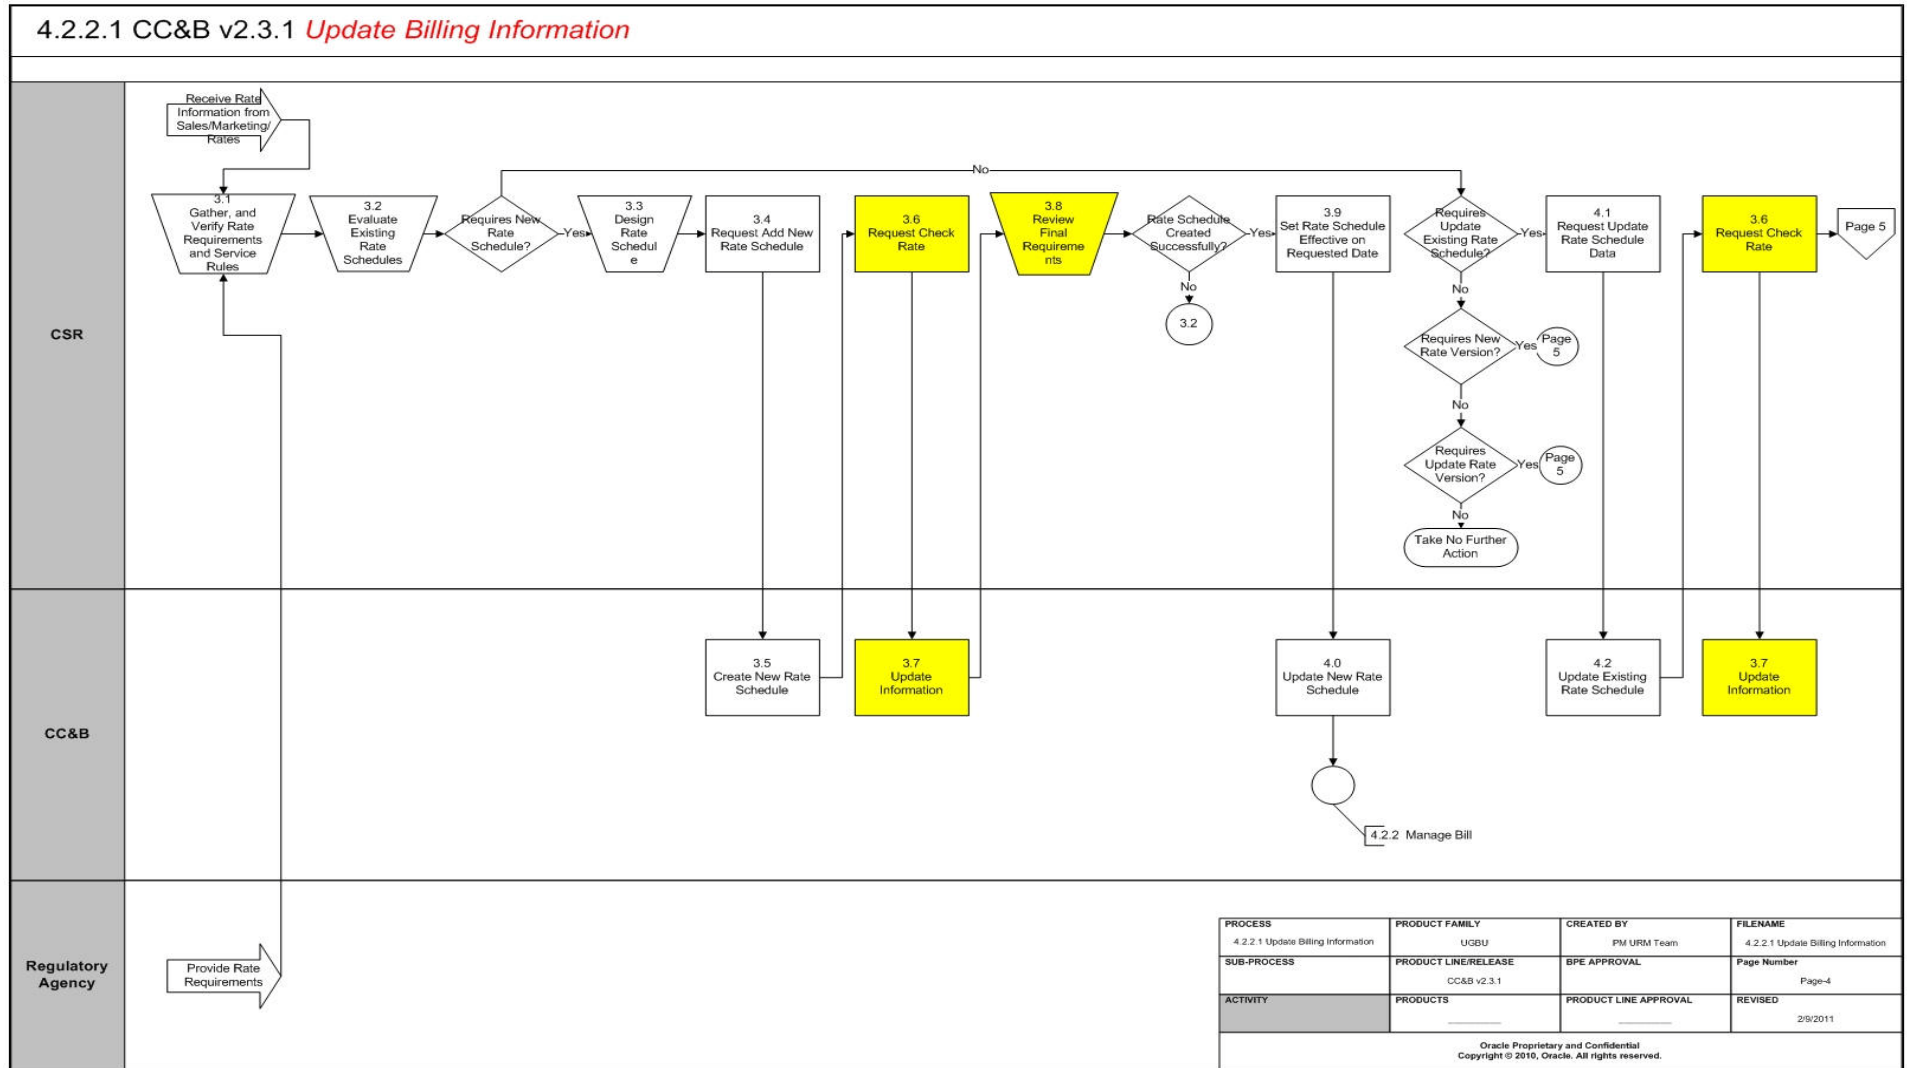 4.2.2.1 CC&B v2.3.1 Update Billing Information
CSR
Receive Rate
Information from
Sales/Marketing/
Rates
3.1
Gather, and
Verify Rate
Requirements
and Service
Rules
3.2
Evaluate
Existing
Rate
Schedules
Requires New
Rate
Schedule?
No
Yes
3.3
Design
Rate
Schedul
e
3.4
Request Add New
Rate Schedule
3.6
Request Check
Rate
3.8
Review
Final
Requireme
nts
Rate Schedule
Created
Successfully?
Yes
No
3.2
3.9
Set Rate Schedule
Effective on
Requested Date
Requires
Update
Existing Rate
Schedule?
Yes
No
4.1
Request Update
Rate Schedule
Data
3.6
Request Check
Rate
Page 5
Requires New
Rate Version?
Yes
Page
5
No
Requires
Update Rate
Version?
Yes
Page
5
No
Take No Further
Action
CC&B
3.5
Create New Rate
Schedule
3.7
Update
Information
4.0
Update New Rate
Schedule
4.2
Update Existing
Rate Schedule
3.7
Update
Information
4.2.2 Manage Bill
Regulatory
Agency
Provide Rate
Requirements
PROCESS
4.2.2.1 Update Billing Information
PRODUCT FAMILY
UGBU
CREATED BY
PM URM Team
FILENAME
4.2.2.1 Update Billing Information
SUB-PROCESS
PRODUCT LINE/RELEASE
CC&B v2.3.1
BPE APPROVAL
Page Number
Page-4
ACTIVITY
PRODUCTS
PRODUCT LINE APPROVAL
REVISED
2/9/2011
Oracle Proprietary and Confidential
Copyright © 2010, Oracle. All rights reserved.